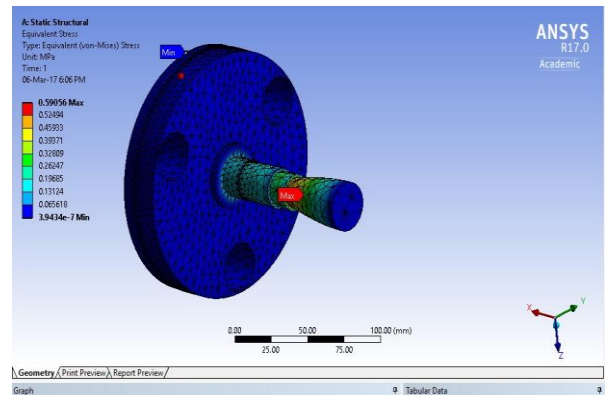 A: Static Structural
Equivalent Stress
Type: Equivalent (von-Mises) Stress
Unit: MPa
Time: 1
06-Mar-17 6:06 PM
0.59056 Max
0.52494
0.45933
0.39371
0.32809
0.26247
0.19685
0.13124
0.065618
3.9434e-7 Min
ANSYS
R17.0
Academic
Min
Max
0.00
50.00
100.00 (mm)
25.00
75.00
X
Y
Z
Geometry Print Preview Report Preview
Graph
Tabular Data